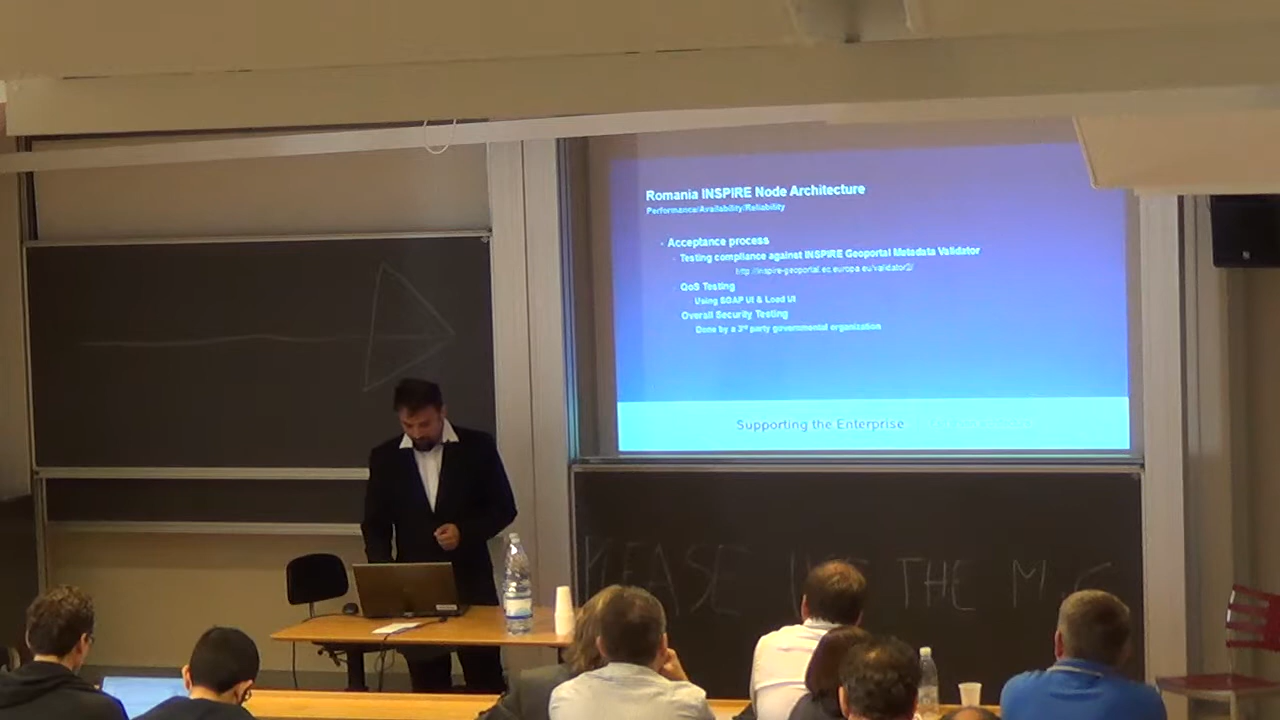 Romania INSPIRE Node Architecture
Performance/Availability/Reliability
Acceptance process
Testing compliance against INSPIRE Geoportal Metadata Validator
http://inspire-geoportal.ec.europa.eu/validator2/
QoS Testing
Using SOAP UI & Load UI
Overall Security Testing
Done by a 3rd party governmental organization
Supporting the Enterprise
PLEASE THE